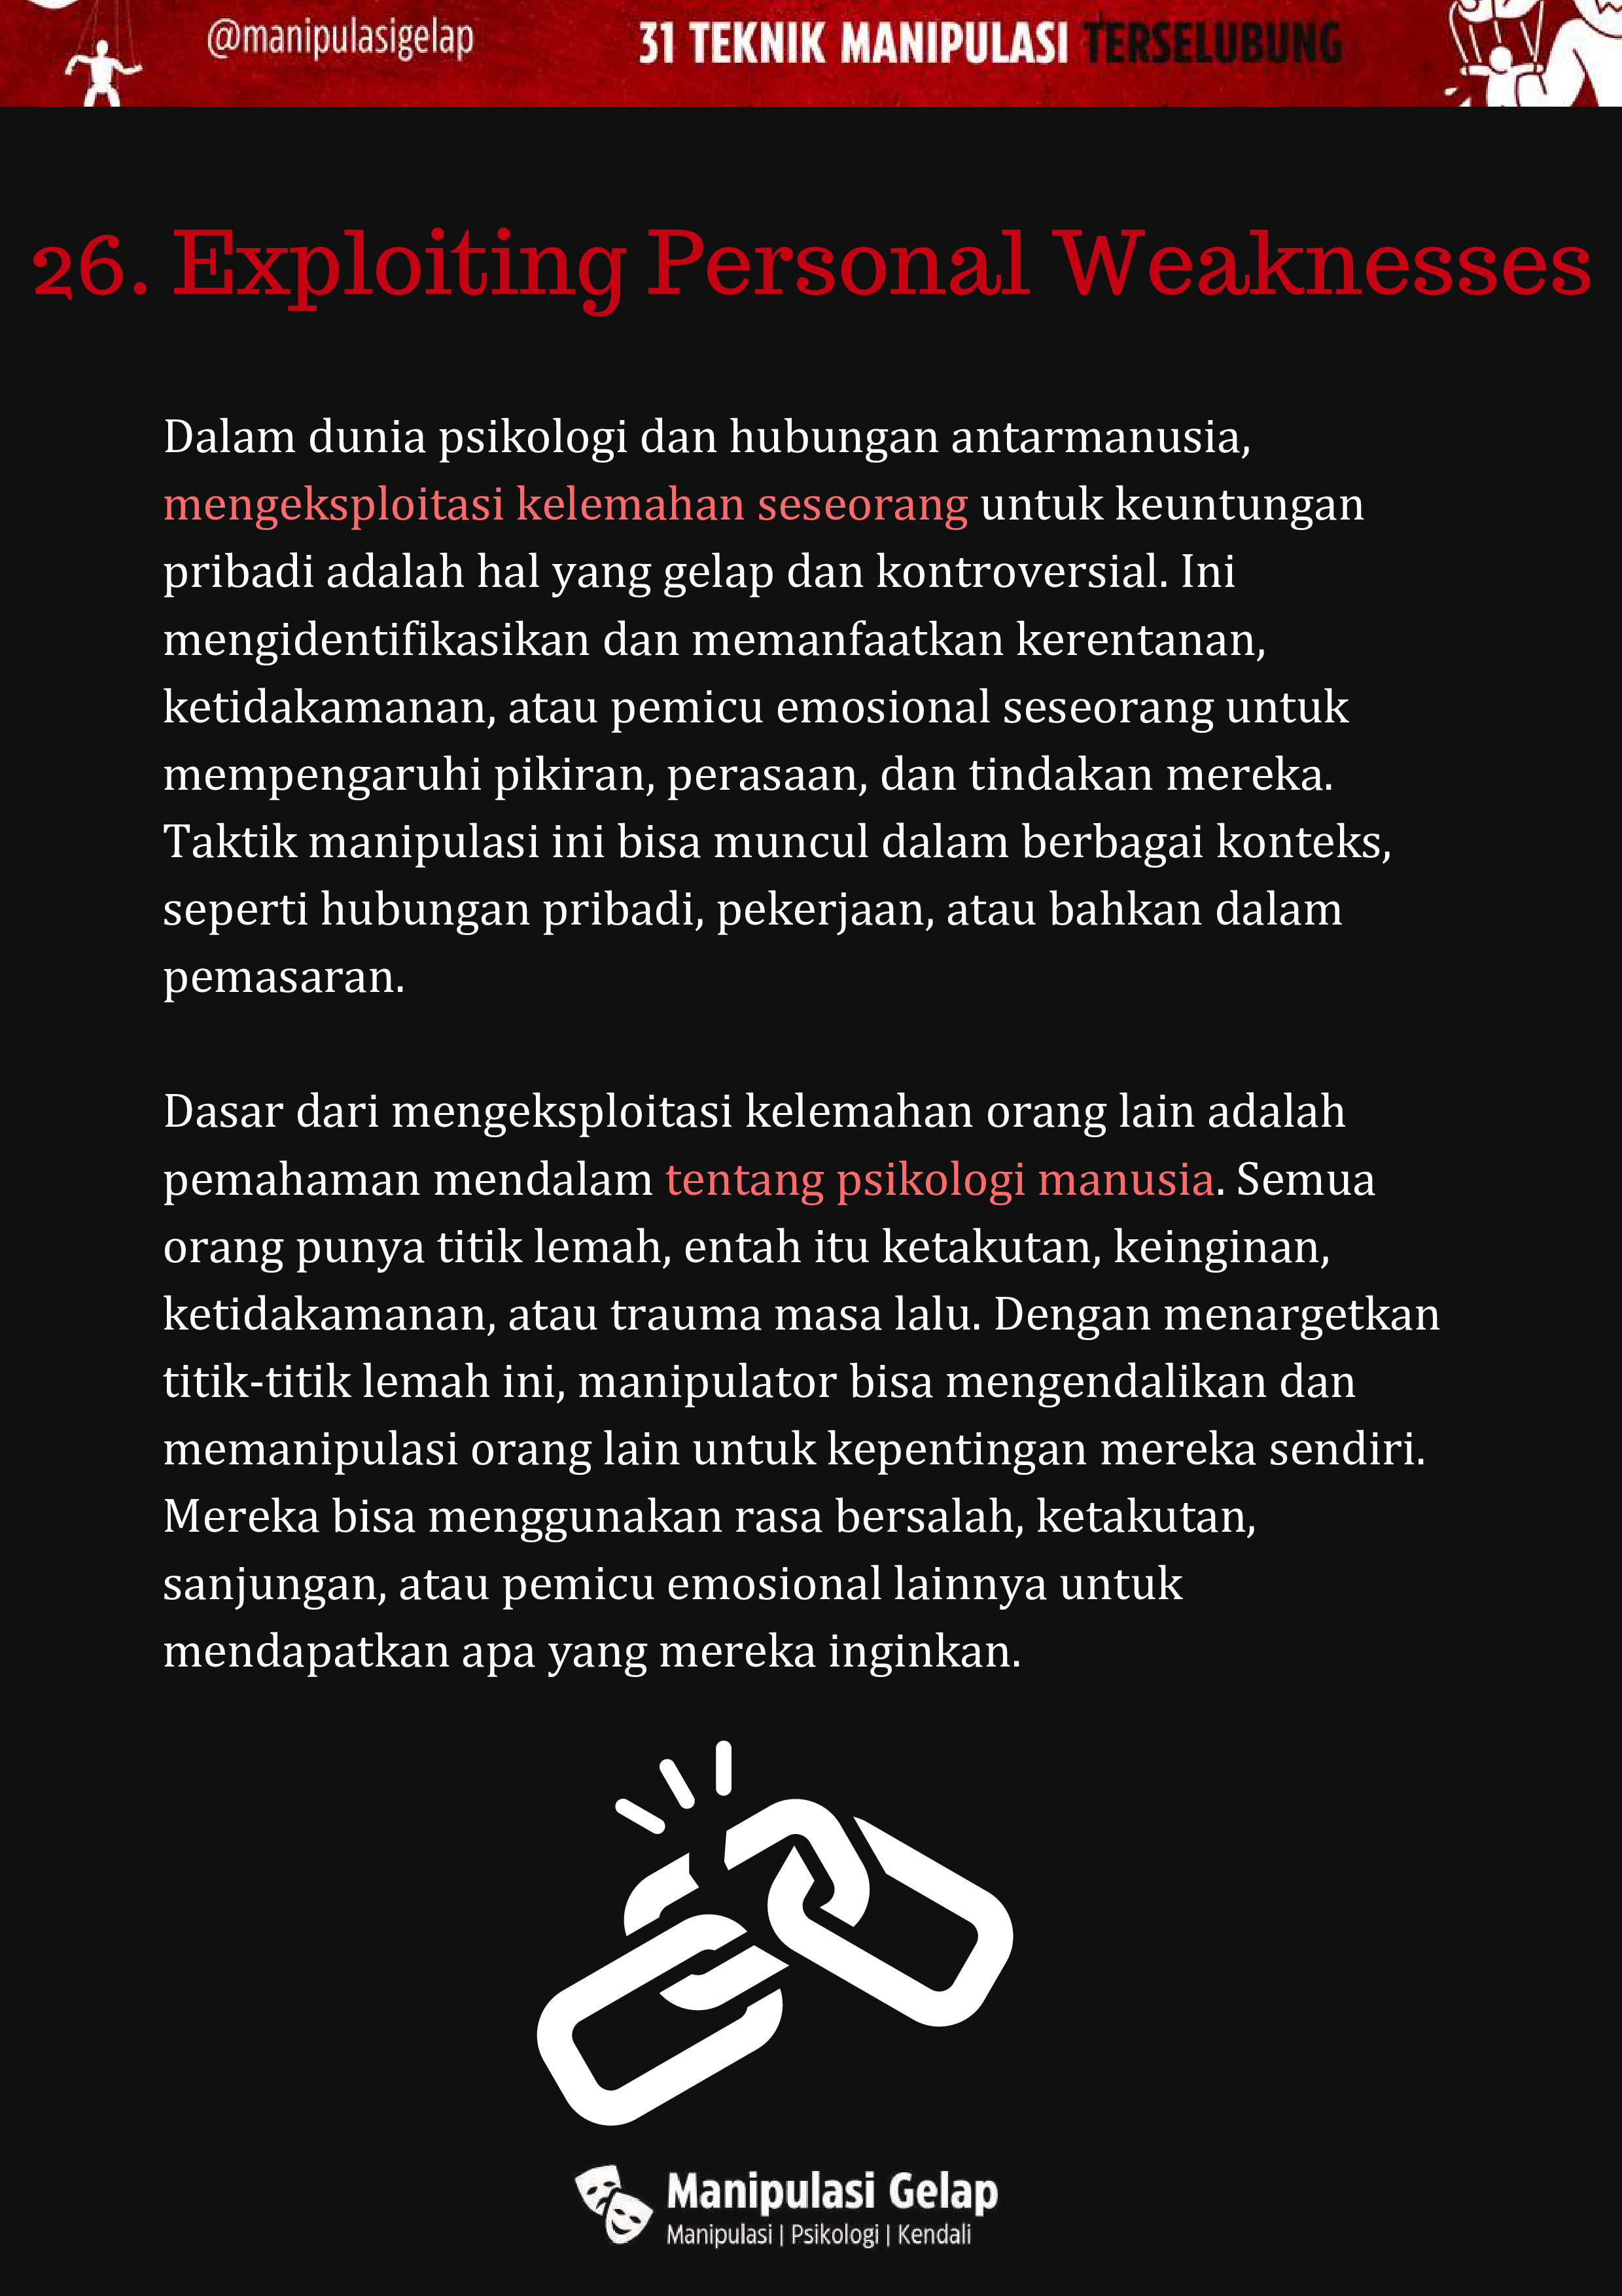 @manipulasigelap
31 TEKNIK MANIPULASI TERSELUBUNG
26. Exploiting Personal Weaknesses
Dalam dunia psikologi dan hubungan antarmanusia,
mengeksploitasi kelemahan seseorang untuk keuntungan
pribadi adalah hal yang gelap dan kontroversial. Ini
mengidentifikasikan dan memanfaatkan kerentanan,
ketidakamanan, atau pemicu emosional seseorang untuk
mempengaruhi pikiran, perasaan, dan tindakan mereka.
Taktik manipulasi ini bisa muncul dalam berbagai konteks,
seperti hubungan pribadi, pekerjaan, atau bahkan dalam
pemasaran.
Dasar dari mengeksploitasi kelemahan orang lain adalah
pemahaman mendalam tentang psikologi manusia. Semua
orang punya titik lemah, entah itu ketakutan, keinginan,
ketidakamanan, atau trauma masa lalu. Dengan menargetkan
titik-titik lemah ini, manipulator bisa mengendalikan dan
memanipulasi orang lain untuk kepentingan mereka sendiri.
Mereka bisa menggunakan rasa bersalah, ketakutan,
sanjungan, atau pemicu emosional lainnya untuk
mendapatkan apa yang mereka inginkan.
Manipulasi Gelap
Manipulasi | Psikologi | Kendali